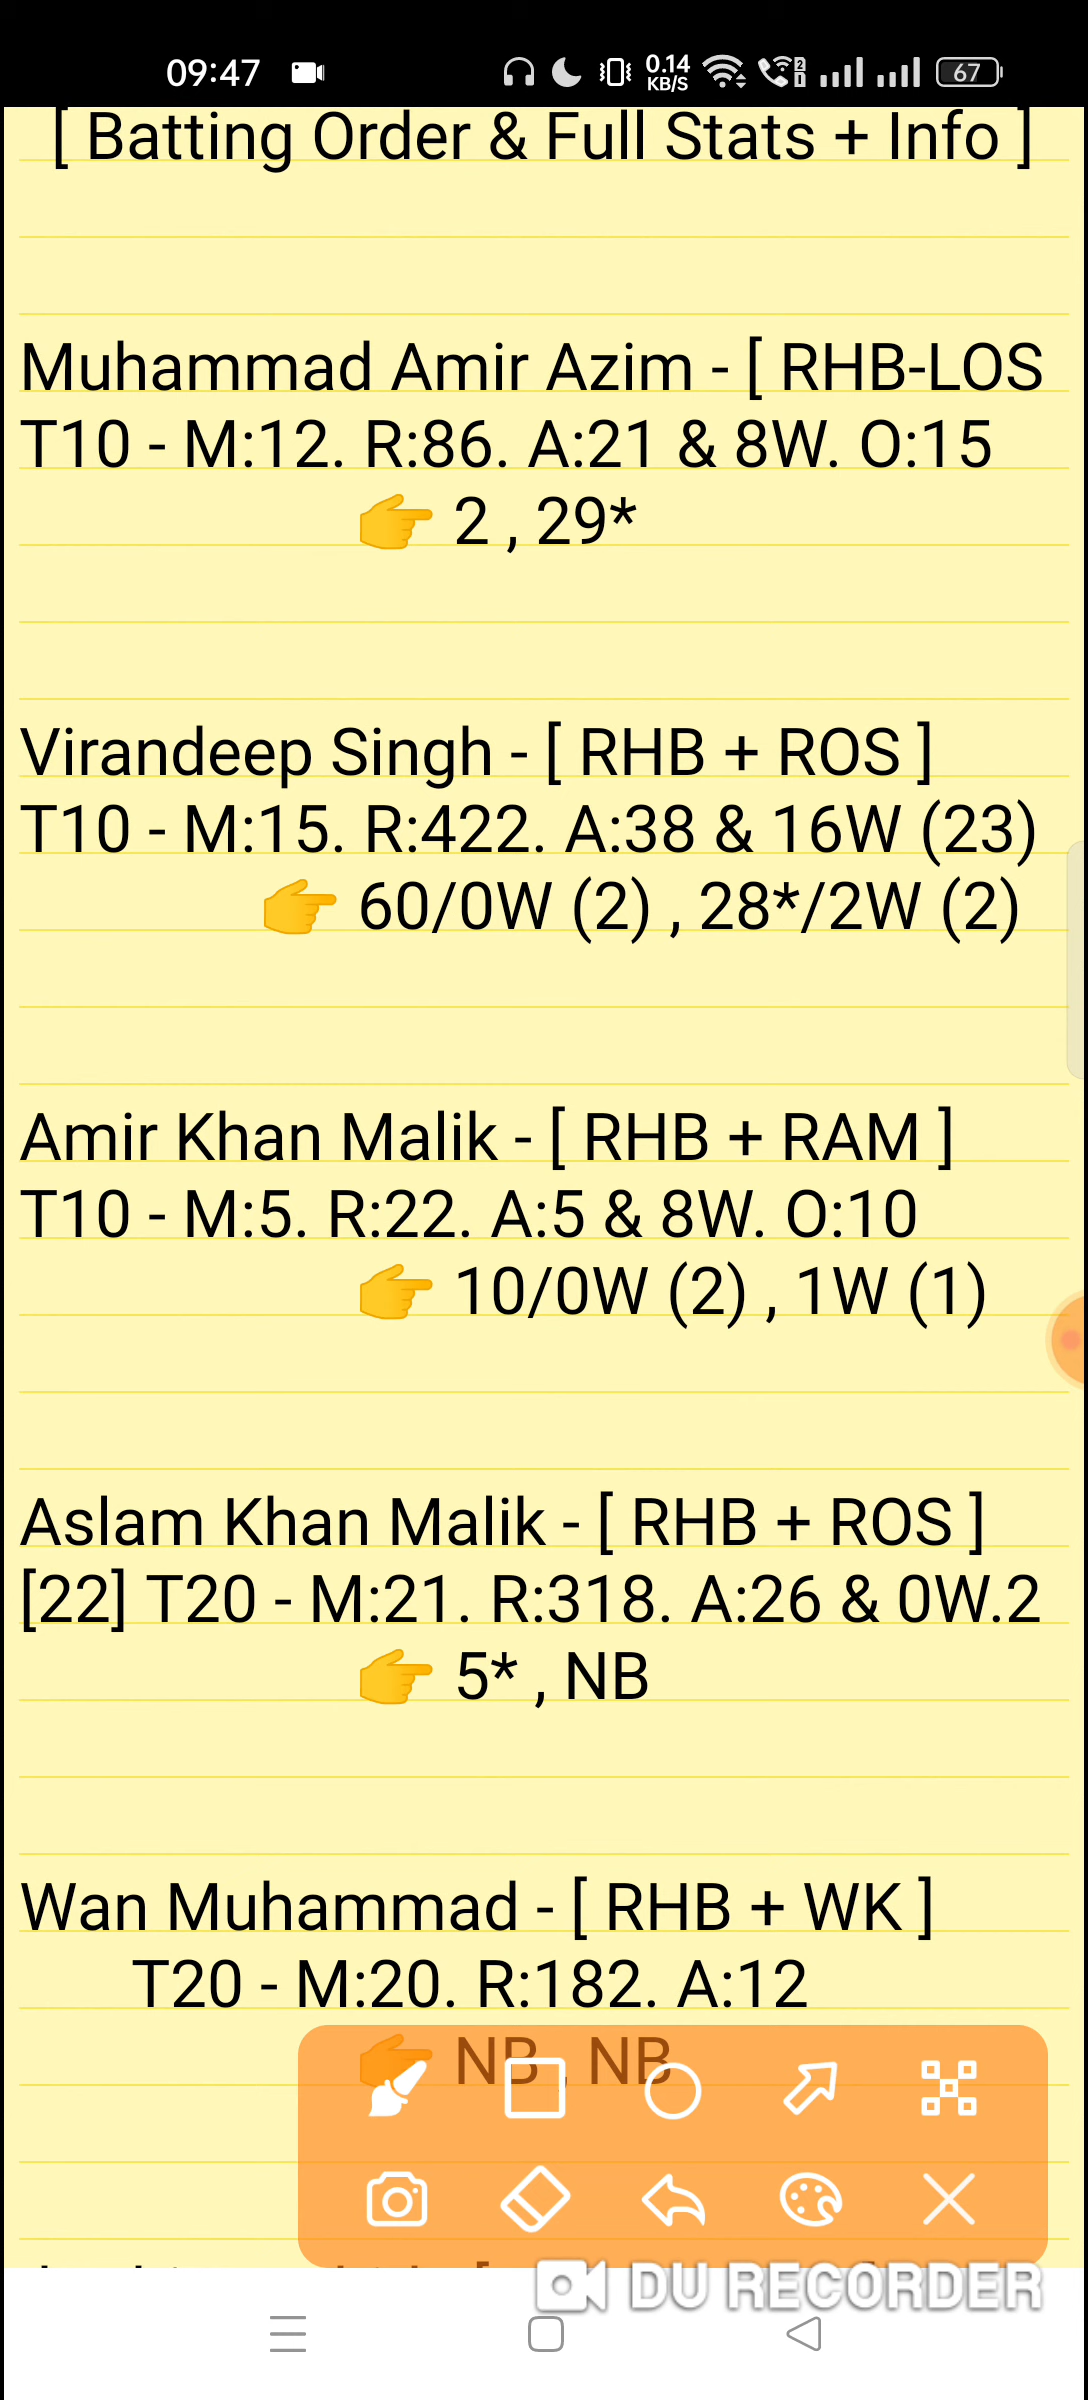 09:47
0.14
KB/S
2
1
67
[ Batting Order & Full Stats + Info ]
Muhammad Amir Azim - [ RHB-LOS
T10 - M:12. R:86. A:21 & 8W. O:15
👉 2 , 29*
Virandeep Singh - [ RHB + ROS ]
T10 - M:15. R:422. A:38 & 16W (23)
👉 60/0W (2) , 28*/2W (2)
Amir Khan Malik - [ RHB + RAM ]
T10 - M:5. R:22. A:5 & 8W. O:10
👉 10/0W (2) , 1W (1)
Aslam Khan Malik - [ RHB + ROS ]
[22] T20 - M:21. R:318. A:26 & 0W.2
👉 5* , NB
Wan Muhammad - [ RHB + WK ]
T20 - M:20. R:182. A:12
👉 NB , NB
DU RECORDER